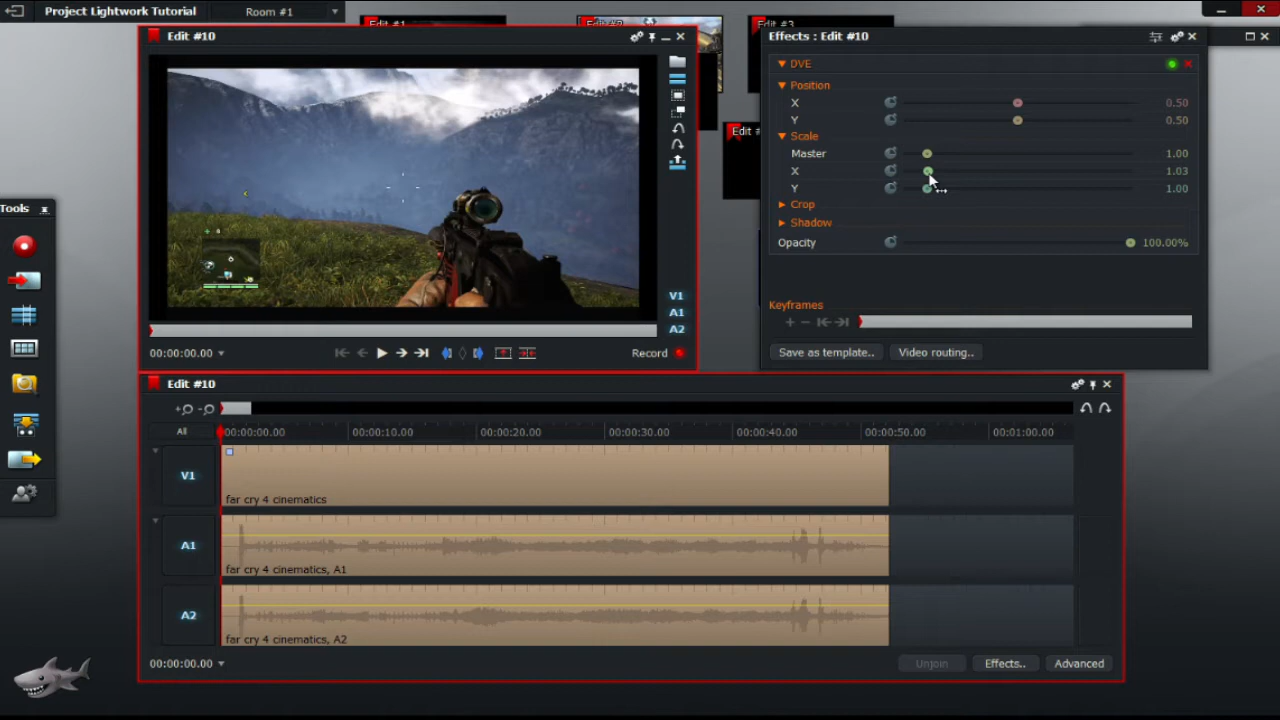 Project Lightwork Tutorial
Room #1
Edit #1
Edit #2
Edit #3
Edit #
Edit #10
V1
A1
A2
00:00:00.00
Record
Effects : Edit #10
DVE
Position
X 0.50
Y 0.50
Scale
Master 1.00
X 1.03
Y 1.00
Crop
Shadow
Opacity 100.00%
Keyframes
Save as template..
Video routing..
Tools
Edit #10
All
00:00:00.00 00:00:10.00 00:00:20.00 00:00:30.00 00:00:40.00 00:00:50.00 00:01:00.00
V1
far cry 4 cinematics
A1
far cry 4 cinematics, A1
A2
far cry 4 cinematics, A2
00:00:00.00
Unjoin
Effects..
Advanced